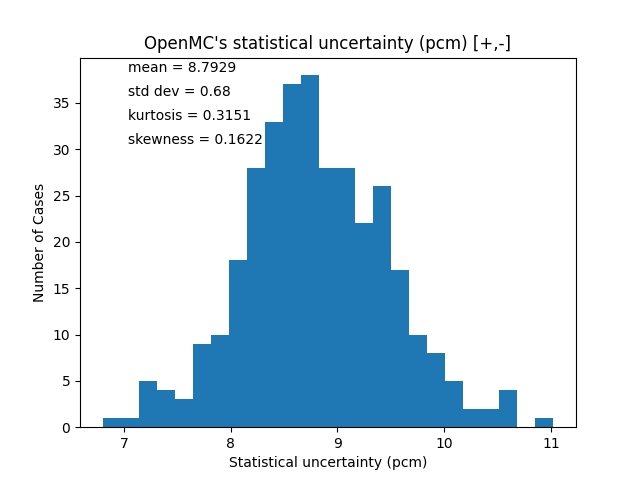 OpenMC's statistical uncertainty (pcm) [+,-]
mean = 8.7929
std dev = 0.68
kurtosis = 0.3151
skewness = 0.1622
35
30
25
20
15
10
5
0
Number of Cases
7 8 9 10 11
Statistical uncertainty (pcm)